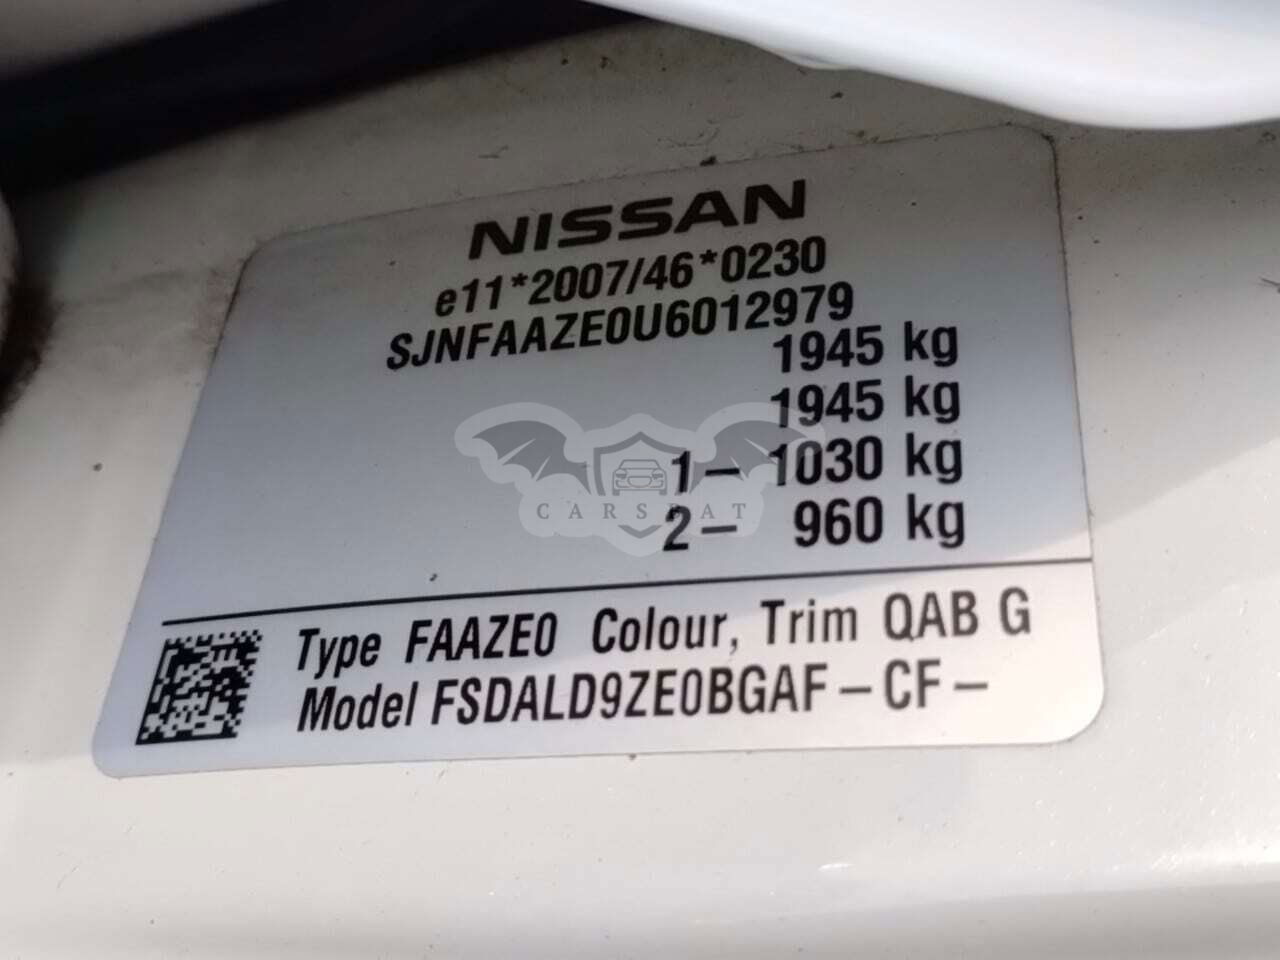 NISSAN
e11*2007/46*0230
SJNFAAZE0U6012979
1945 kg
1945 kg
1– 1030 kg
2– 960 kg
CARSPAT
Type FAAZE0 Colour, Trim QAB G
Model FSDALD9ZE0BGAF–CF–